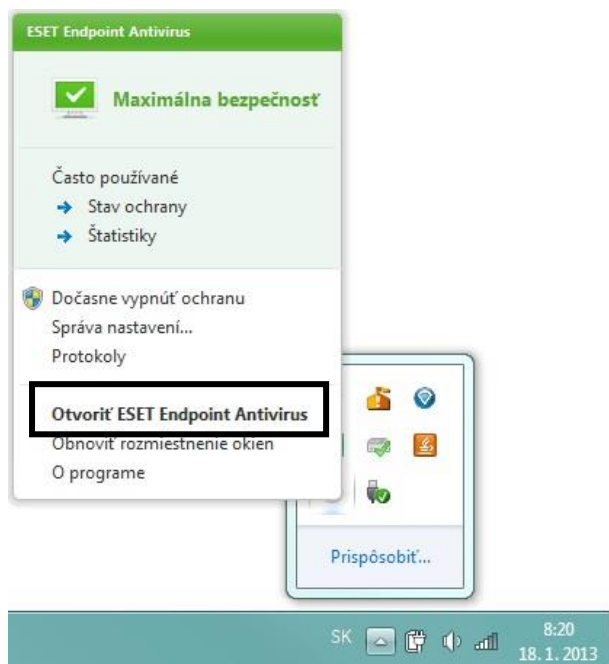 ESET Endpoint Antivirus
Maximálna bezpečnosť
Často používané
Stav ochrany
Štatistiky
Dočasne vypnúť ochranu
Správa nastavení...
Protokoly
Otvoriť ESET Endpoint Antivirus
Obnoviť rozmiestnenie okien
O programe
Prispôsobiť...
SK
8:20
18. 1. 2013